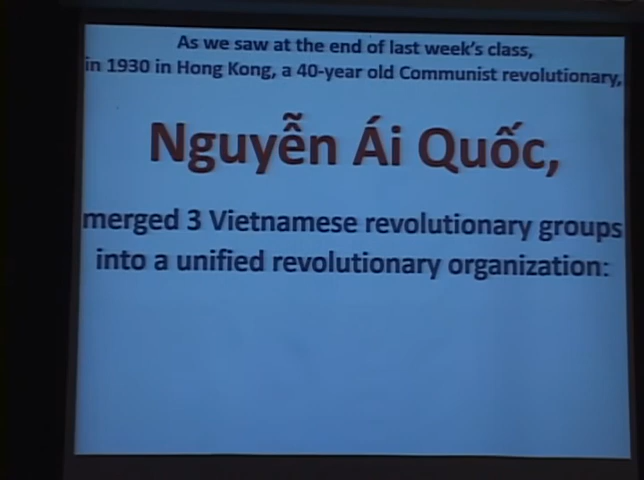 As we saw at the end of last week's class,
in 1930 in Hong Kong, a 40-year old Communist revolutionary,
Nguyễn Ái Quốc,
merged 3 Vietnamese revolutionary groups
into a unified revolutionary organization: